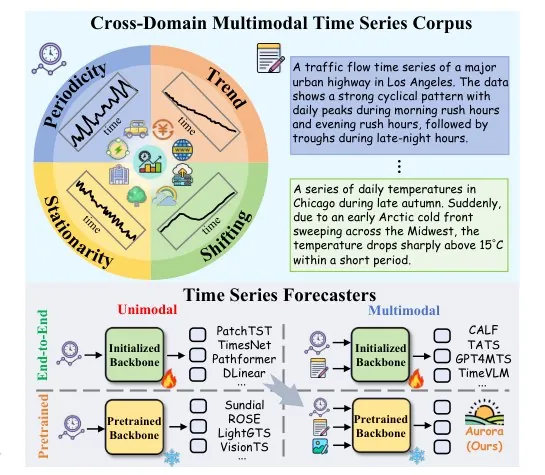 Cross-Domain Multimodal Time Series Corpus
Periodicity
Trend
Stationarity
Shifting
time
time
time
time
A traffic flow time series of a major
urban highway in Los Angeles. The data
shows a strong cyclical pattern with
daily peaks during morning rush hours
and evening rush hours, followed by
troughs during late-night hours.
...
A series of daily temperatures in
Chicago during late autumn. Suddenly,
due to an early Arctic cold front
sweeping across the Midwest, the
temperature drops sharply above 15°C
within a short period.
Time Series Forecasters
Unimodal
Multimodal
End-to-End
Initialized
Backbone
PatchTST
TimesNet
Pathformer
DLinear
...
Initialized
Backbone
CALF
TATS
GPT4MTS
TimeVLM
...
Pretrained
Pretrained
Backbone
Sundial
ROSE
LightGTS
VisionTS
Pretrained
Backbone
Aurora
(Ours)